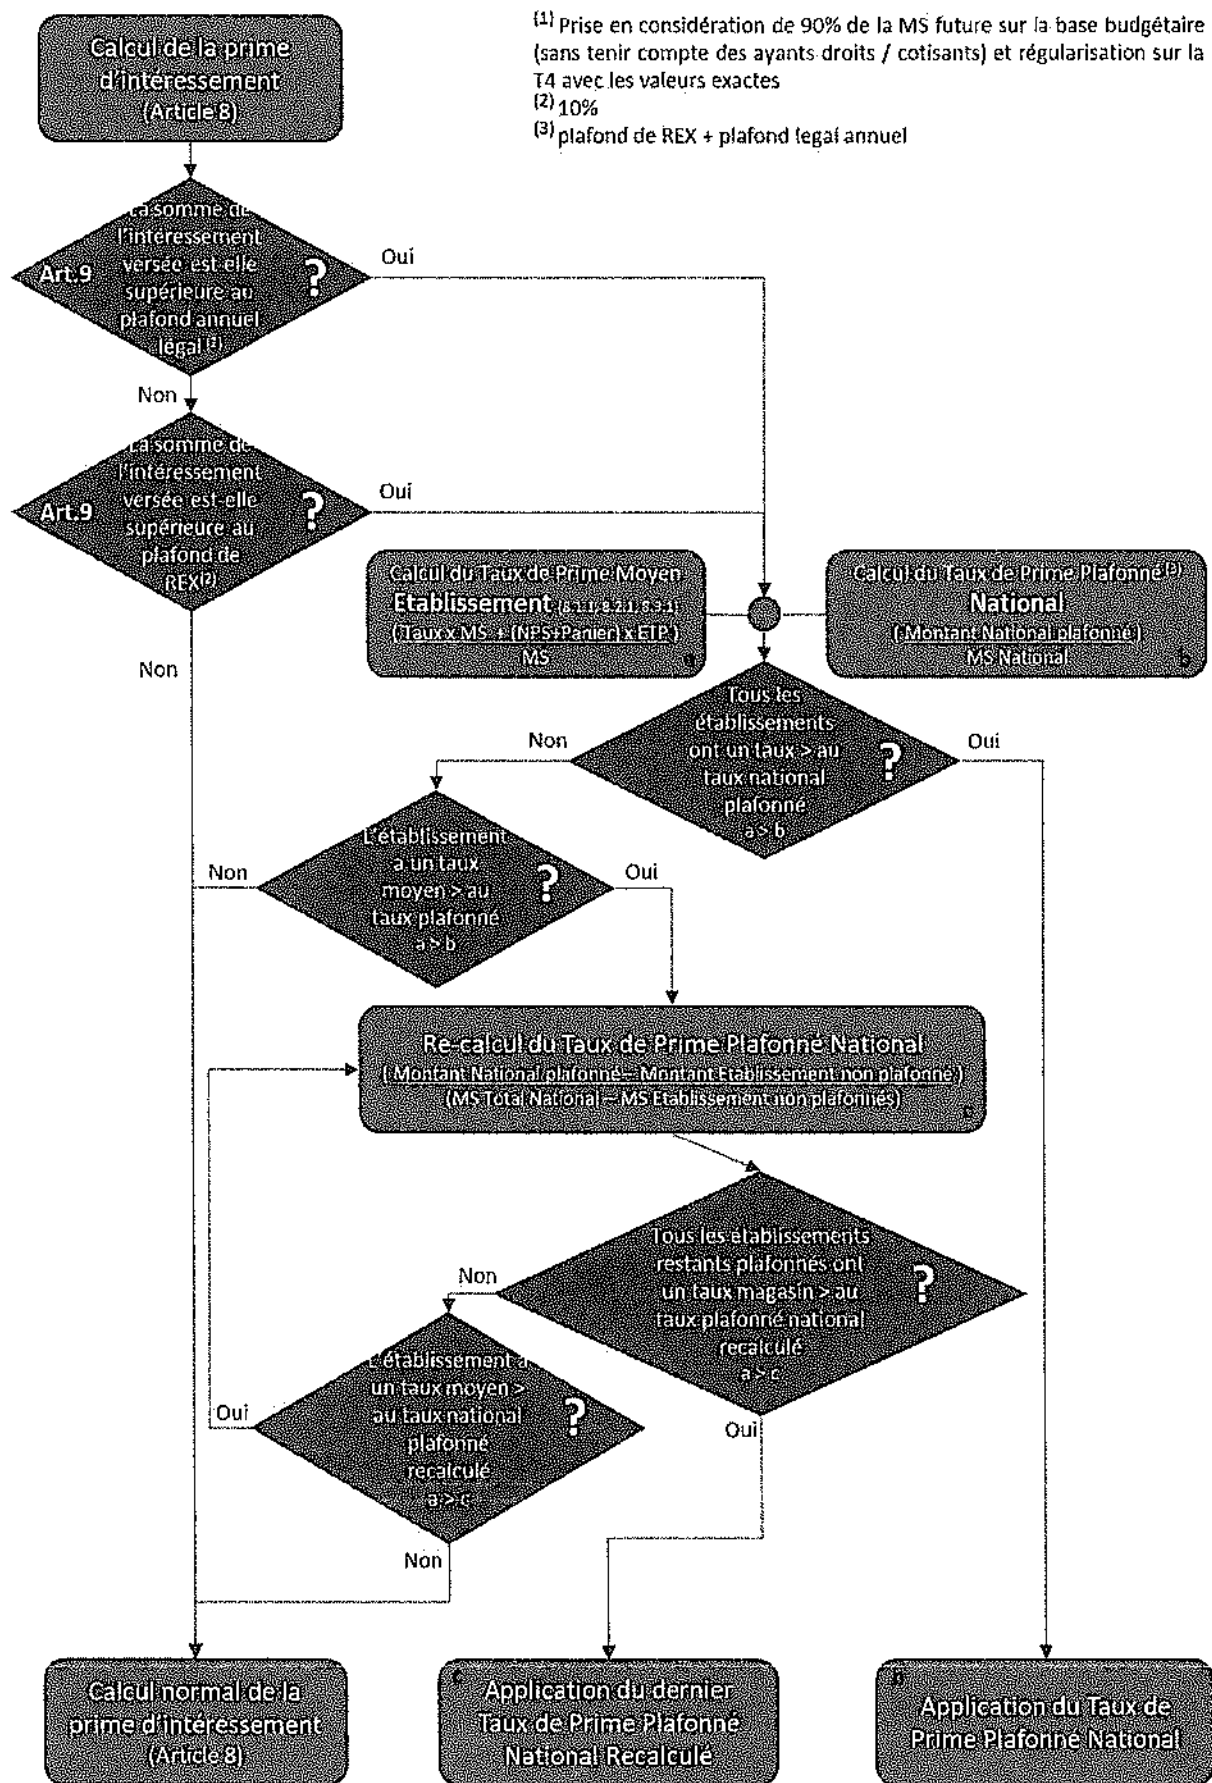 (1) Prise en considération de 90% de la MS future sur la base budgétaire
(sans tenir compte des ayants droits / cotisants) et régularisation sur la
T4 avec les valeurs exactes
(2) 10%
(3) plafond de REX + plafond legal annuel
Calcul de la prime
d'intéressement
(Article 8)
La somme de
l'intéressement
versée est elle
supérieure au
plafond annuel
légal
Art.9
?
Oui
Non
La somme de
l'intéressement
versée est-elle
supérieure au
plafond de
REX(2)
Art.9
?
Oui
Non
Calcul du Taux de Prime Moyen
Etablissement
(Taux x MS + (NPS+Panier) x ETP)
MS
a
Calcul du Taux de Prime Plafonné(3)
National
(Montant National plafonné)
MS National
b
Tous les
établissements
ont un taux > au
taux national
plafonné
a > b
?
Non
Oui
L'établissement
a un taux
moyen > au
taux plafonné
a > b
?
Non
Oui
Re-calcul du Taux de Prime Plafonné National
(Montant National plafonné – Montant Etablissement non plafonné)
(MS Total National – MS Etablissement non plafonnés)
c
Tous les établissements
restants plafonnés ont
un taux magasin > au
taux plafonné national
recalculé
a > c
?
Non
Oui
L'établissement a
un taux moyen >
au taux national
plafonné
recalculé
a > c
?
Oui
Non
Calcul normal de la
prime d'intéressement
(Article 8)
c
Application du dernier
Taux de Prime Plafonné
National Recalculé
Application du Taux de
Prime Plafonné National